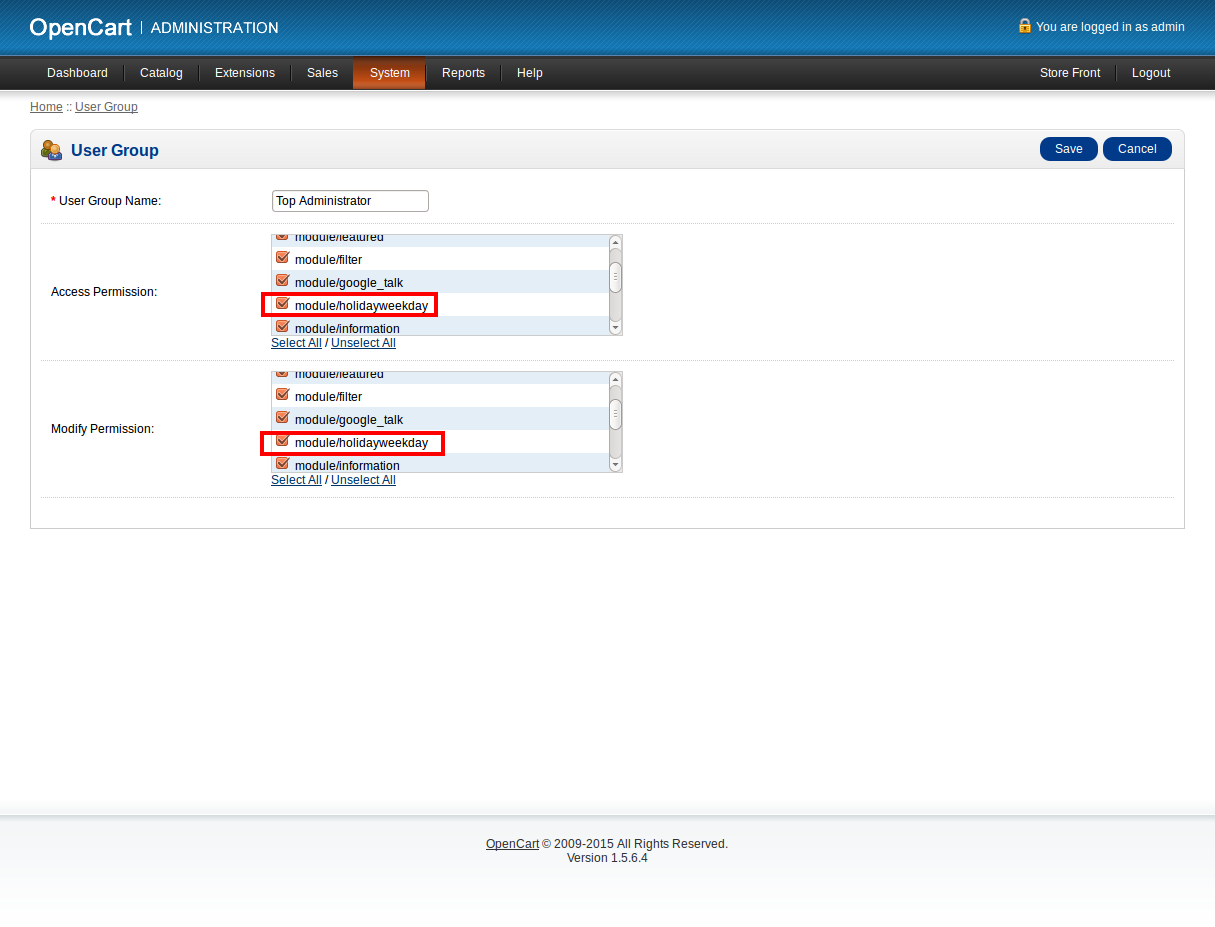 OpenCart | ADMINISTRATION
You are logged in as admin
Dashboard Catalog Extensions Sales System Reports Help Store Front Logout
Home :: User Group
User Group Save Cancel
* User Group Name: Top Administrator
Access Permission:
module/featured
module/filter
module/google_talk
module/holidayweekday
module/information
Select All / Unselect All
Modify Permission:
module/featured
module/filter
module/google_talk
module/holidayweekday
module/information
Select All / Unselect All
OpenCart © 2009-2015 All Rights Reserved.
Version 1.5.6.4